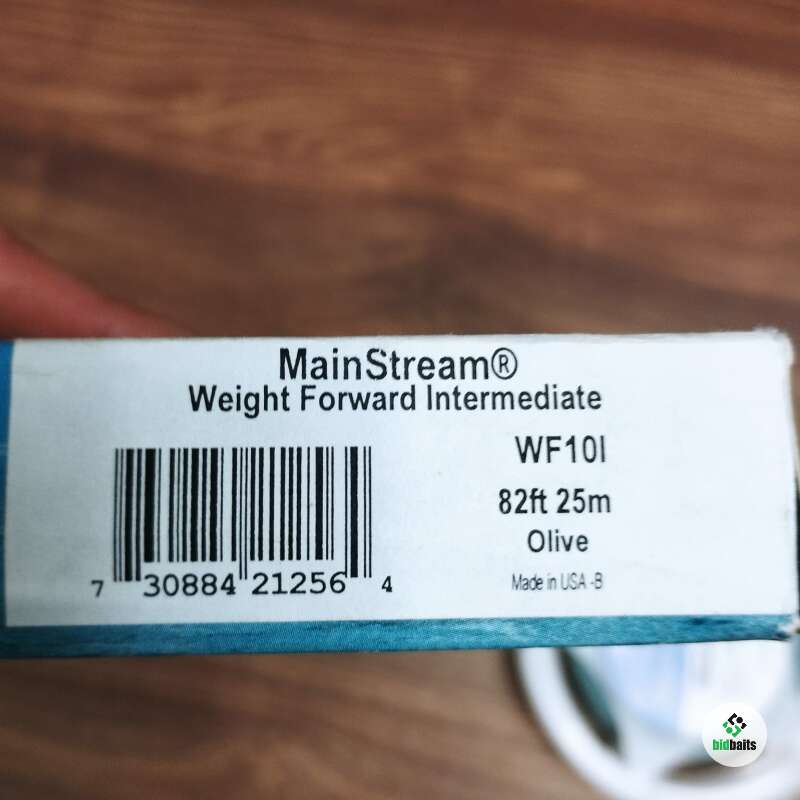 MainStream®
Weight Forward Intermediate
WF10I
82ft 25m
Olive
Made in USA -B
7 30884 21256 4
bidbaits